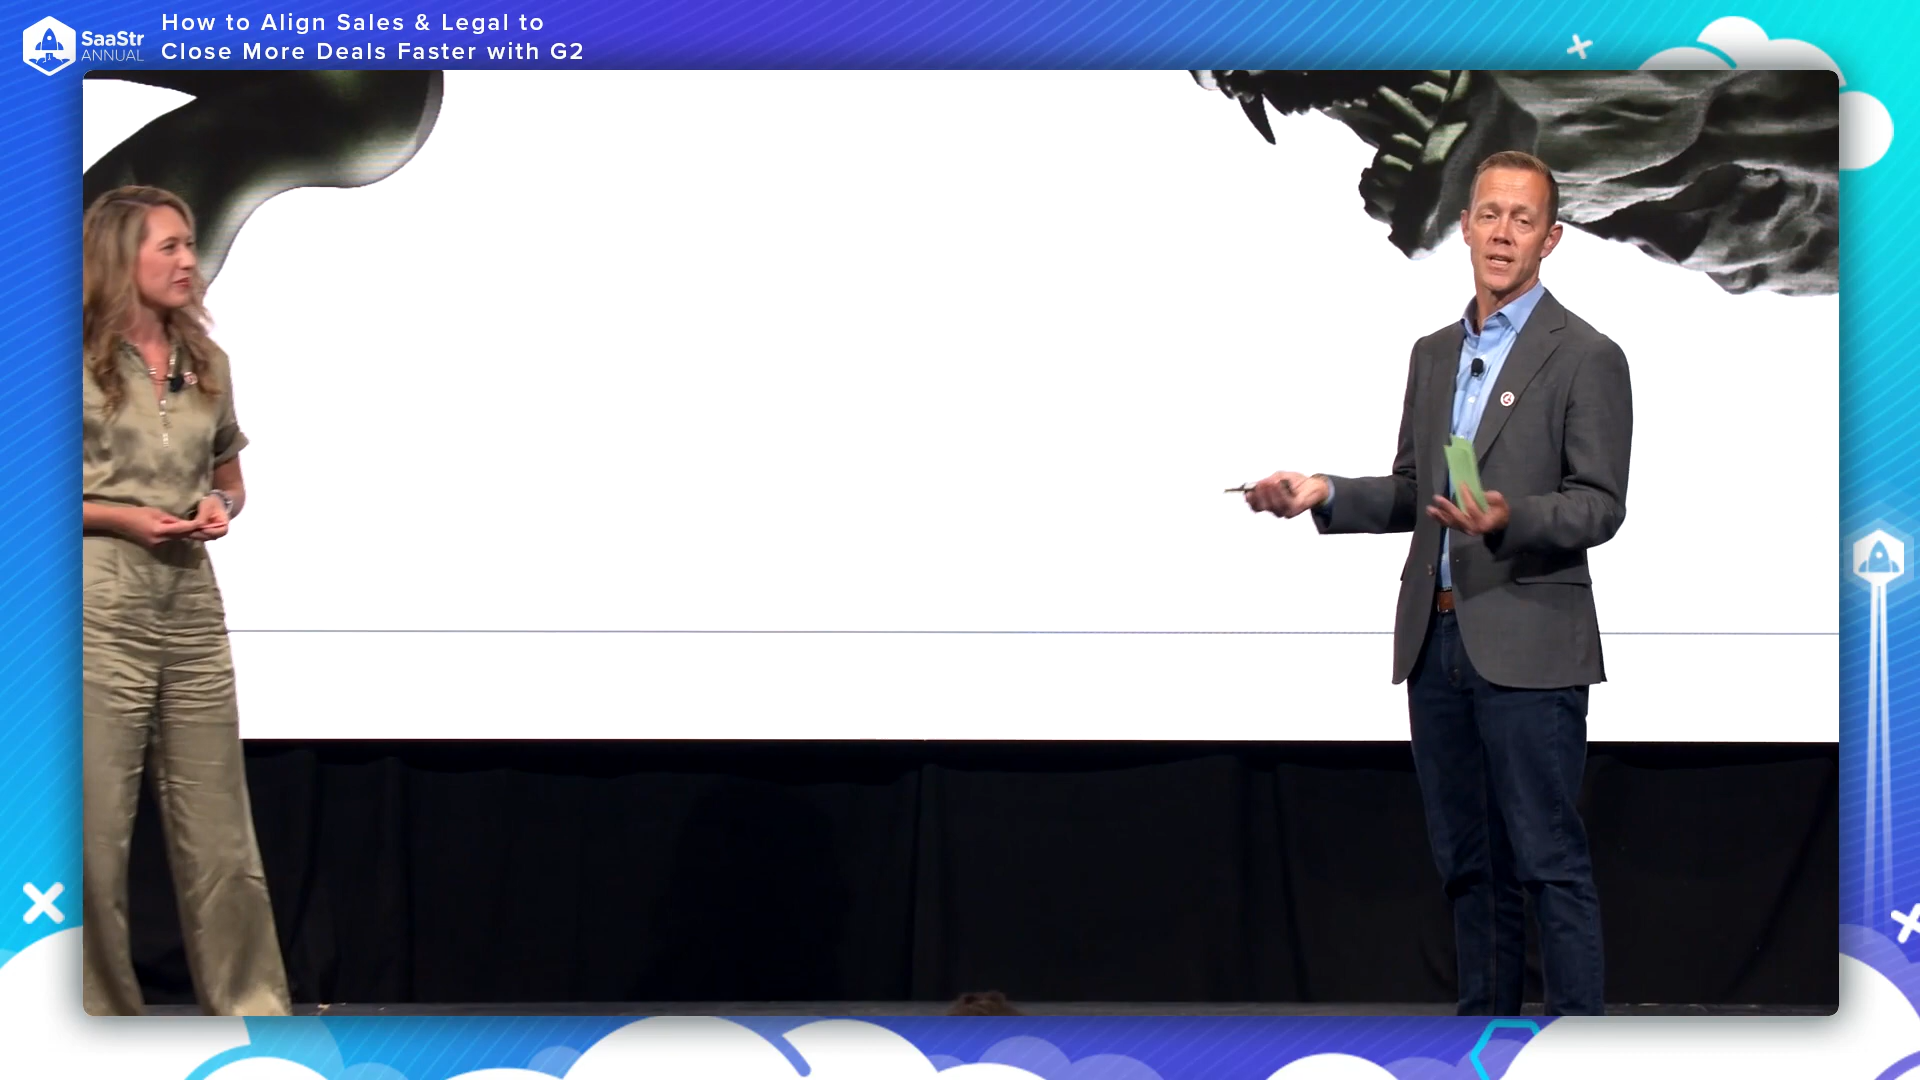 SaaStr
ANNUAL
How to Align Sales & Legal to
Close More Deals Faster with G2